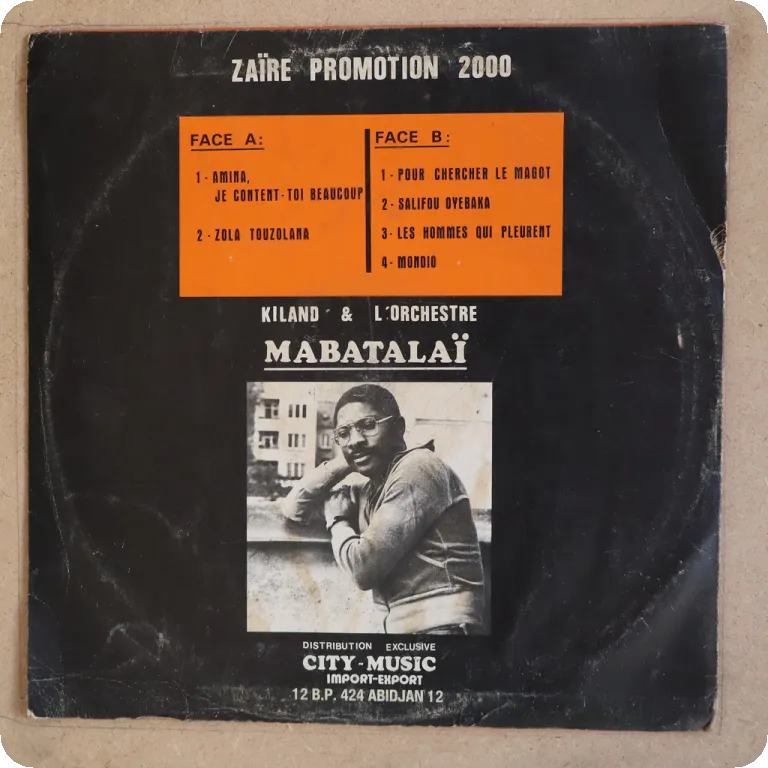 ZAÏRE PROMOTION 2000
FACE A:
1 - AMINA,
JE CONTENT-TOI BEAUCOUP
2 - ZOLA TOUZOLANA
FACE B:
1 - POUR CHERCHER LE MAGOT
2 - SALIFOU OYEBAKA
3 - LES HOMMES QUI PLEURENT
4 - MONDIO
KILAND & L'ORCHESTRE
MABATALAÏ
DISTRIBUTION EXCLUSIVE
CITY-MUSIC
IMPORT-EXPORT
12 B.P. 424 ABIDJAN 12